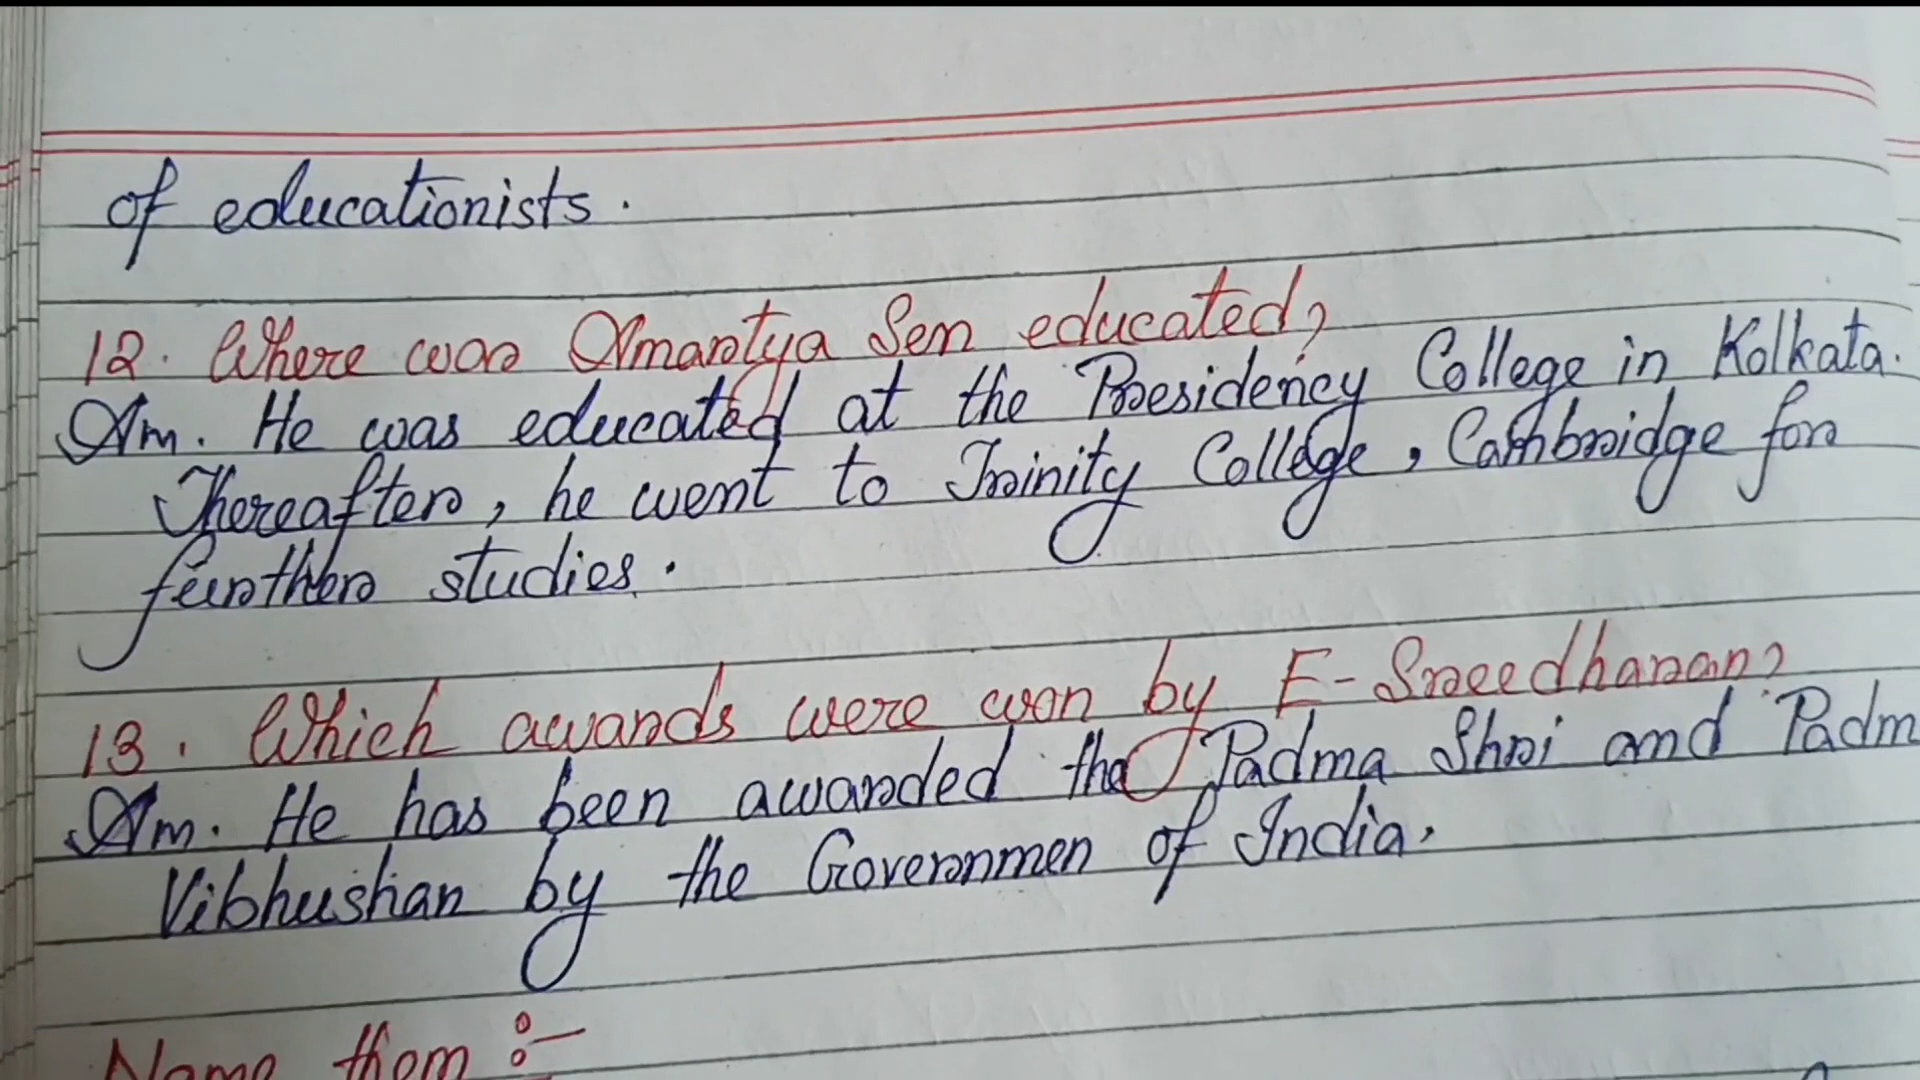 of educationists.
12. Where was Amartya Sen educated?
Ans. He was educated at the Presidency College in Kolkata.
Thereafter, he went to Trinity College, Cambridge for
further studies.
13. Which awards were won by E-Sreedharan?
Ans. He has been awarded the Padma Shri and Padm
Vibhushan by the Governmen of India.
Name them :-